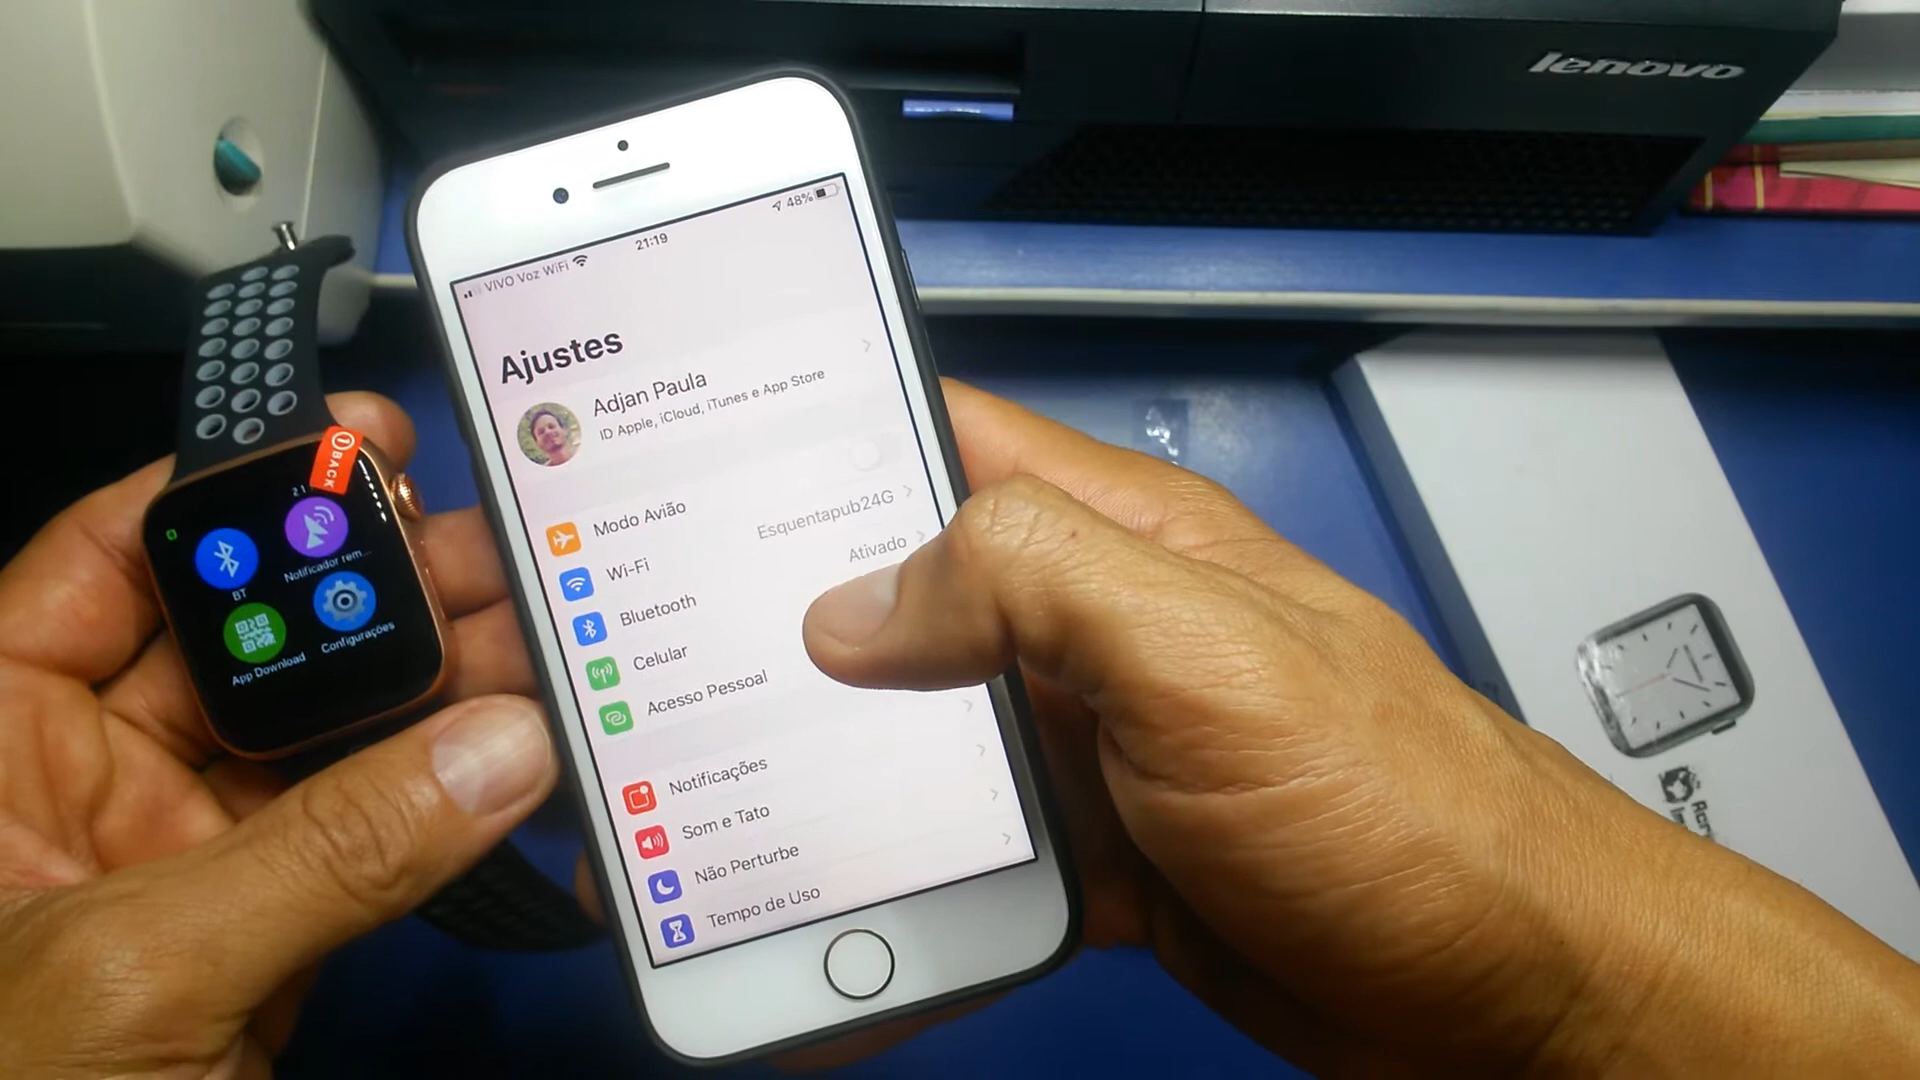 lenovo
48%
21:19
VIVO Voz WiFi
Ajustes
Adjan Paula
ID Apple, iCloud, iTunes e App Store
Modo Avião
Wi-Fi
Esquentapub24G
Bluetooth
Ativado
Celular
Acesso Pessoal
Notificações
Som e Tato
Não Perturbe
Tempo de Uso
1 BACK
BT
Notificador rem...
App Download
Configurações